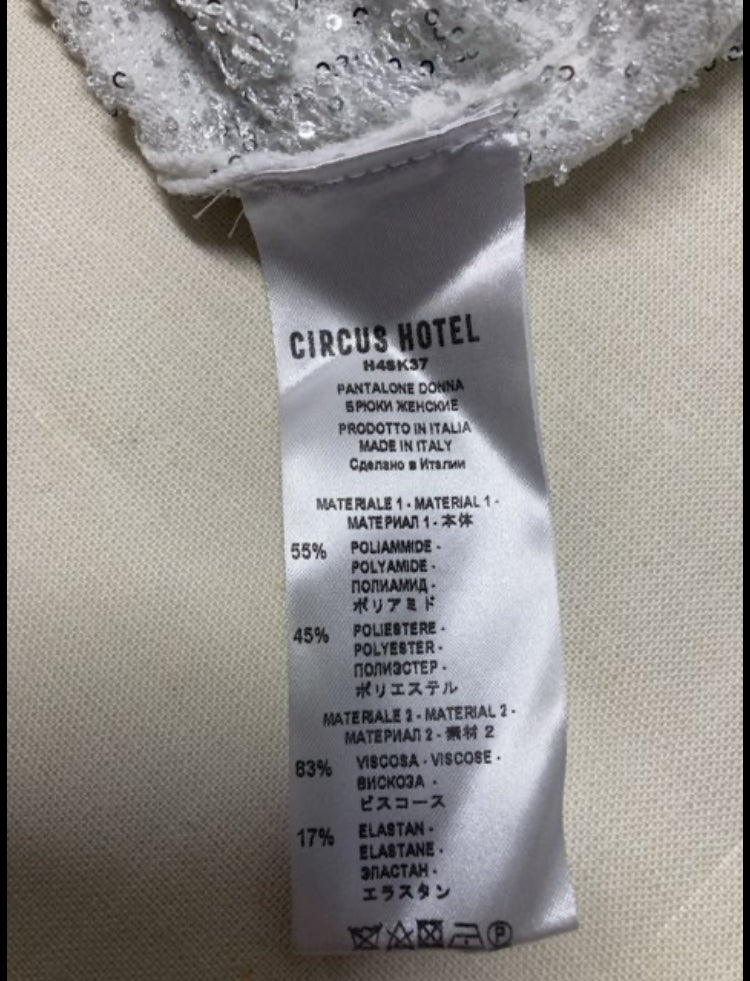 CIRCUS HOTEL
H4SK37
PANTALONE DONNA
БРЮКИ ЖЕНСКИЕ
PRODOTTO IN ITALIA
MADE IN ITALY
Сделано в Италии
MATERIALE 1 - MATERIAL 1 -
МАТЕРИАЛ 1 - 本体
55% POLIAMMIDE -
POLYAMIDE -
ПОЛИАМИД -
ポリアミド
45% POLIESTERE -
POLYESTER -
ПОЛИЭСТЕР -
ポリエステル
MATERIALE 2 - MATERIAL 2 -
МАТЕРИАЛ 2 - 素材 2
83% VISCOSA - VISCOSE -
ВИСКОЗА -
ビスコース
17% ELASTAN -
ELASTANE -
ЭЛАСТАН -
エラスタン
P